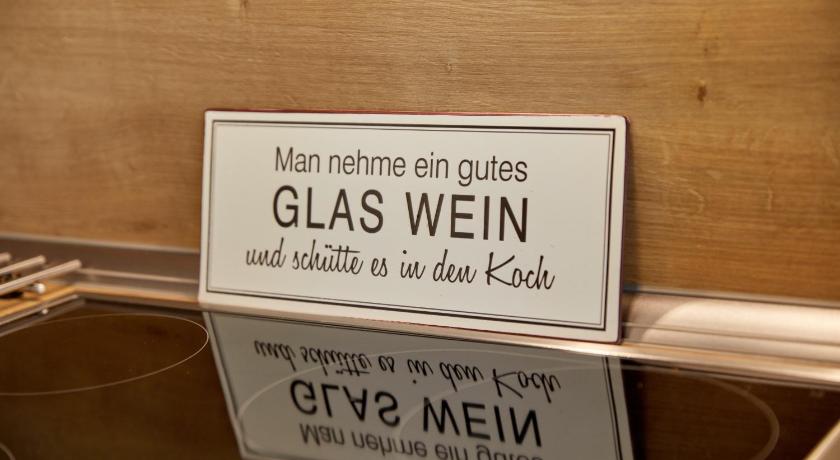 Man nehme ein gutes
GLAS WEIN
und schütte es in den Koch